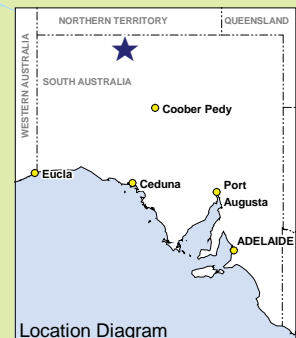 NORTHERN TERRITORY
QUEENSLAND
WESTERN AUSTRALIA
SOUTH AUSTRALIA
Coober Pedy
Eucla
Ceduna
Port
Augusta
ADELAIDE
Location Diagram